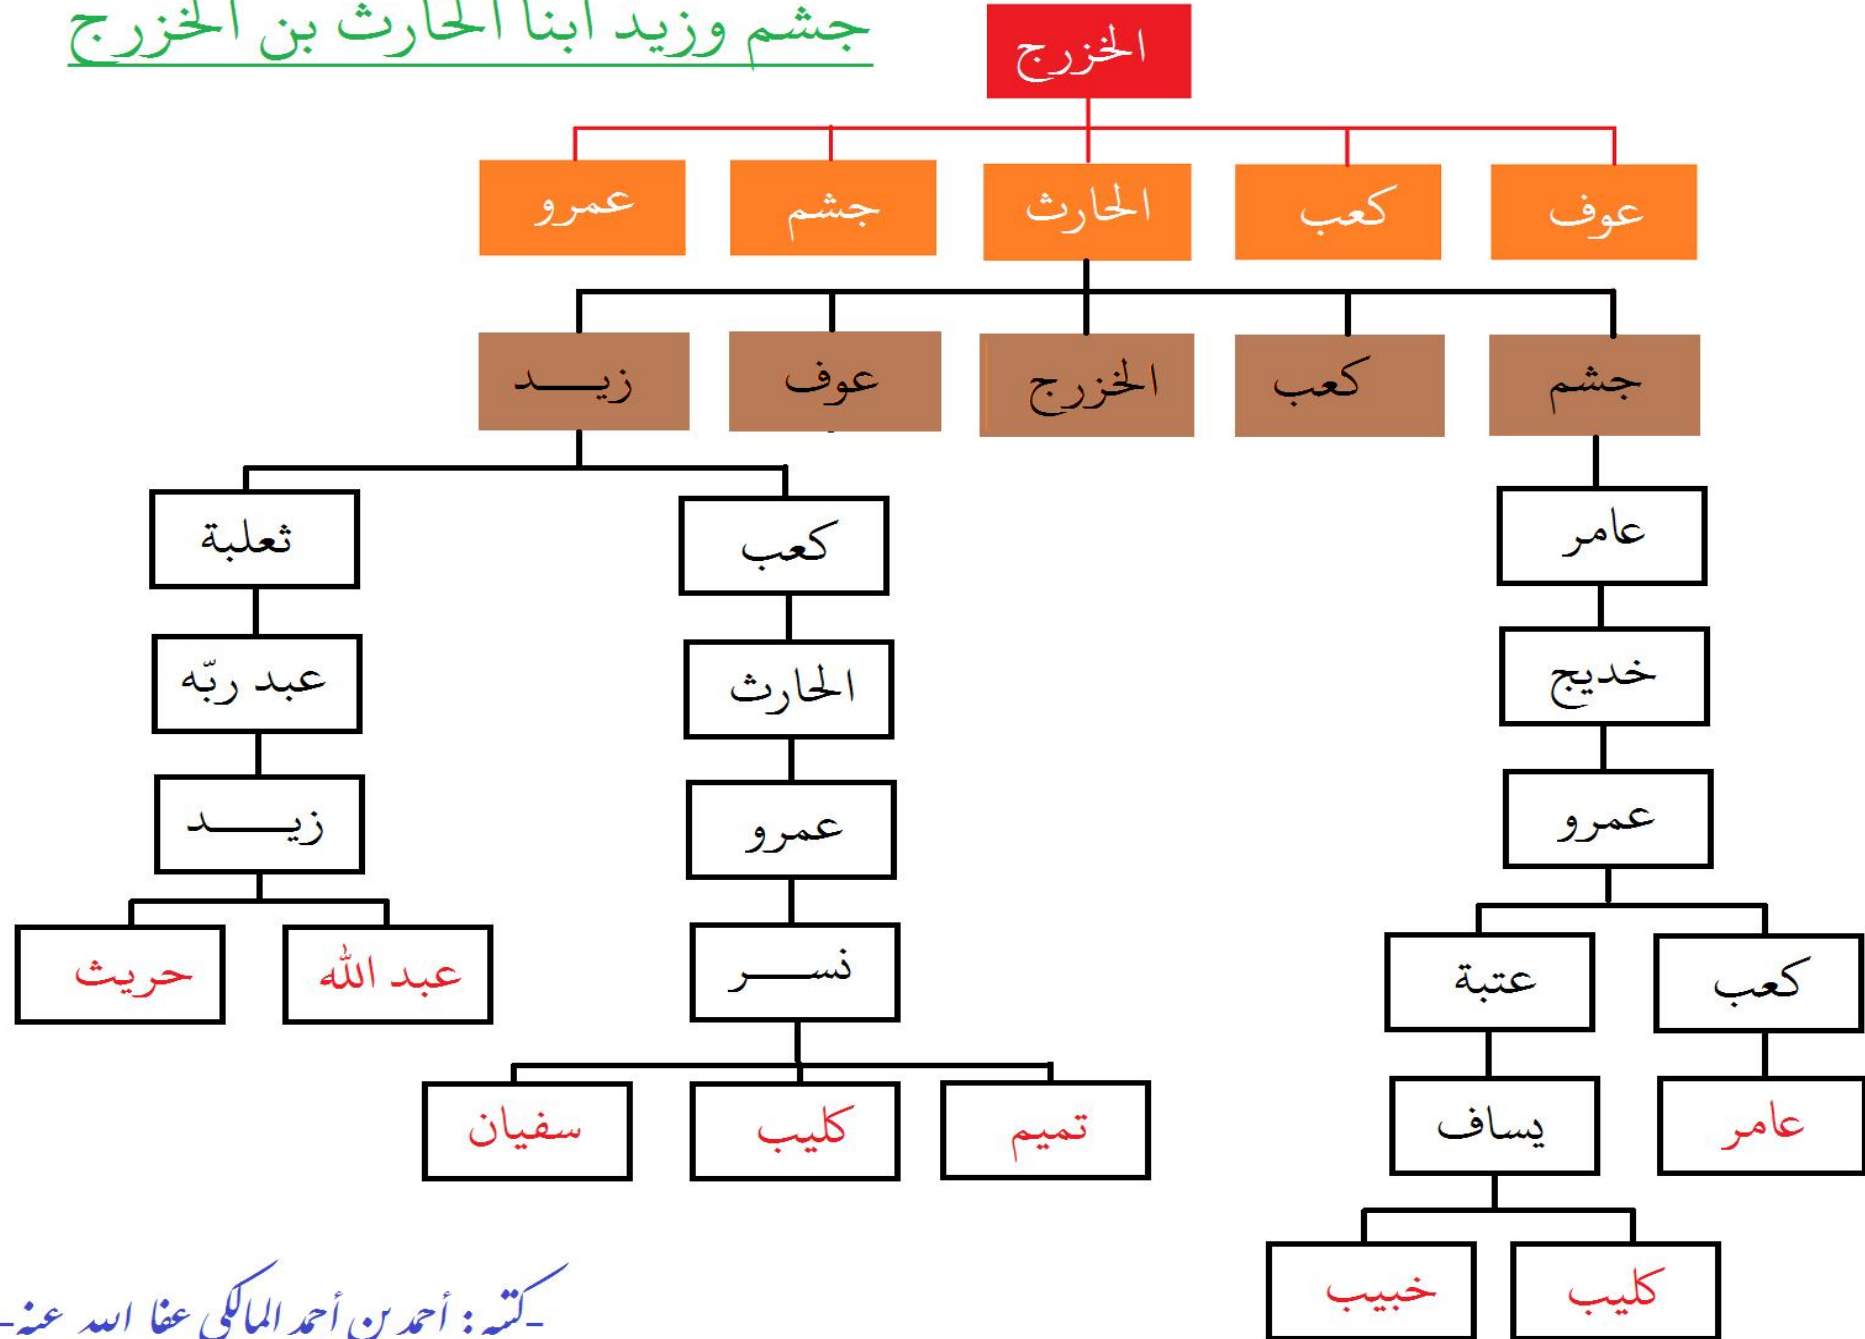 جشم وزيد ابنا الحارث بن الخزرج
الخزرج
عوف
كعب
الحارث
جشم
عمرو
جشم
كعب
الخزرج
عوف
زيـــد
عامر
كعب
ثعلبة
خديج
الحارث
عبد ربّه
عمرو
عمرو
زيـــد
كعب
عتبة
نســـر
عبد الله
حريث
عامر
يساف
تميم
كليب
سفيان
كليب
خبيب
-كتبه : أحمد بن أحمد المالكي عفا الله عنه-